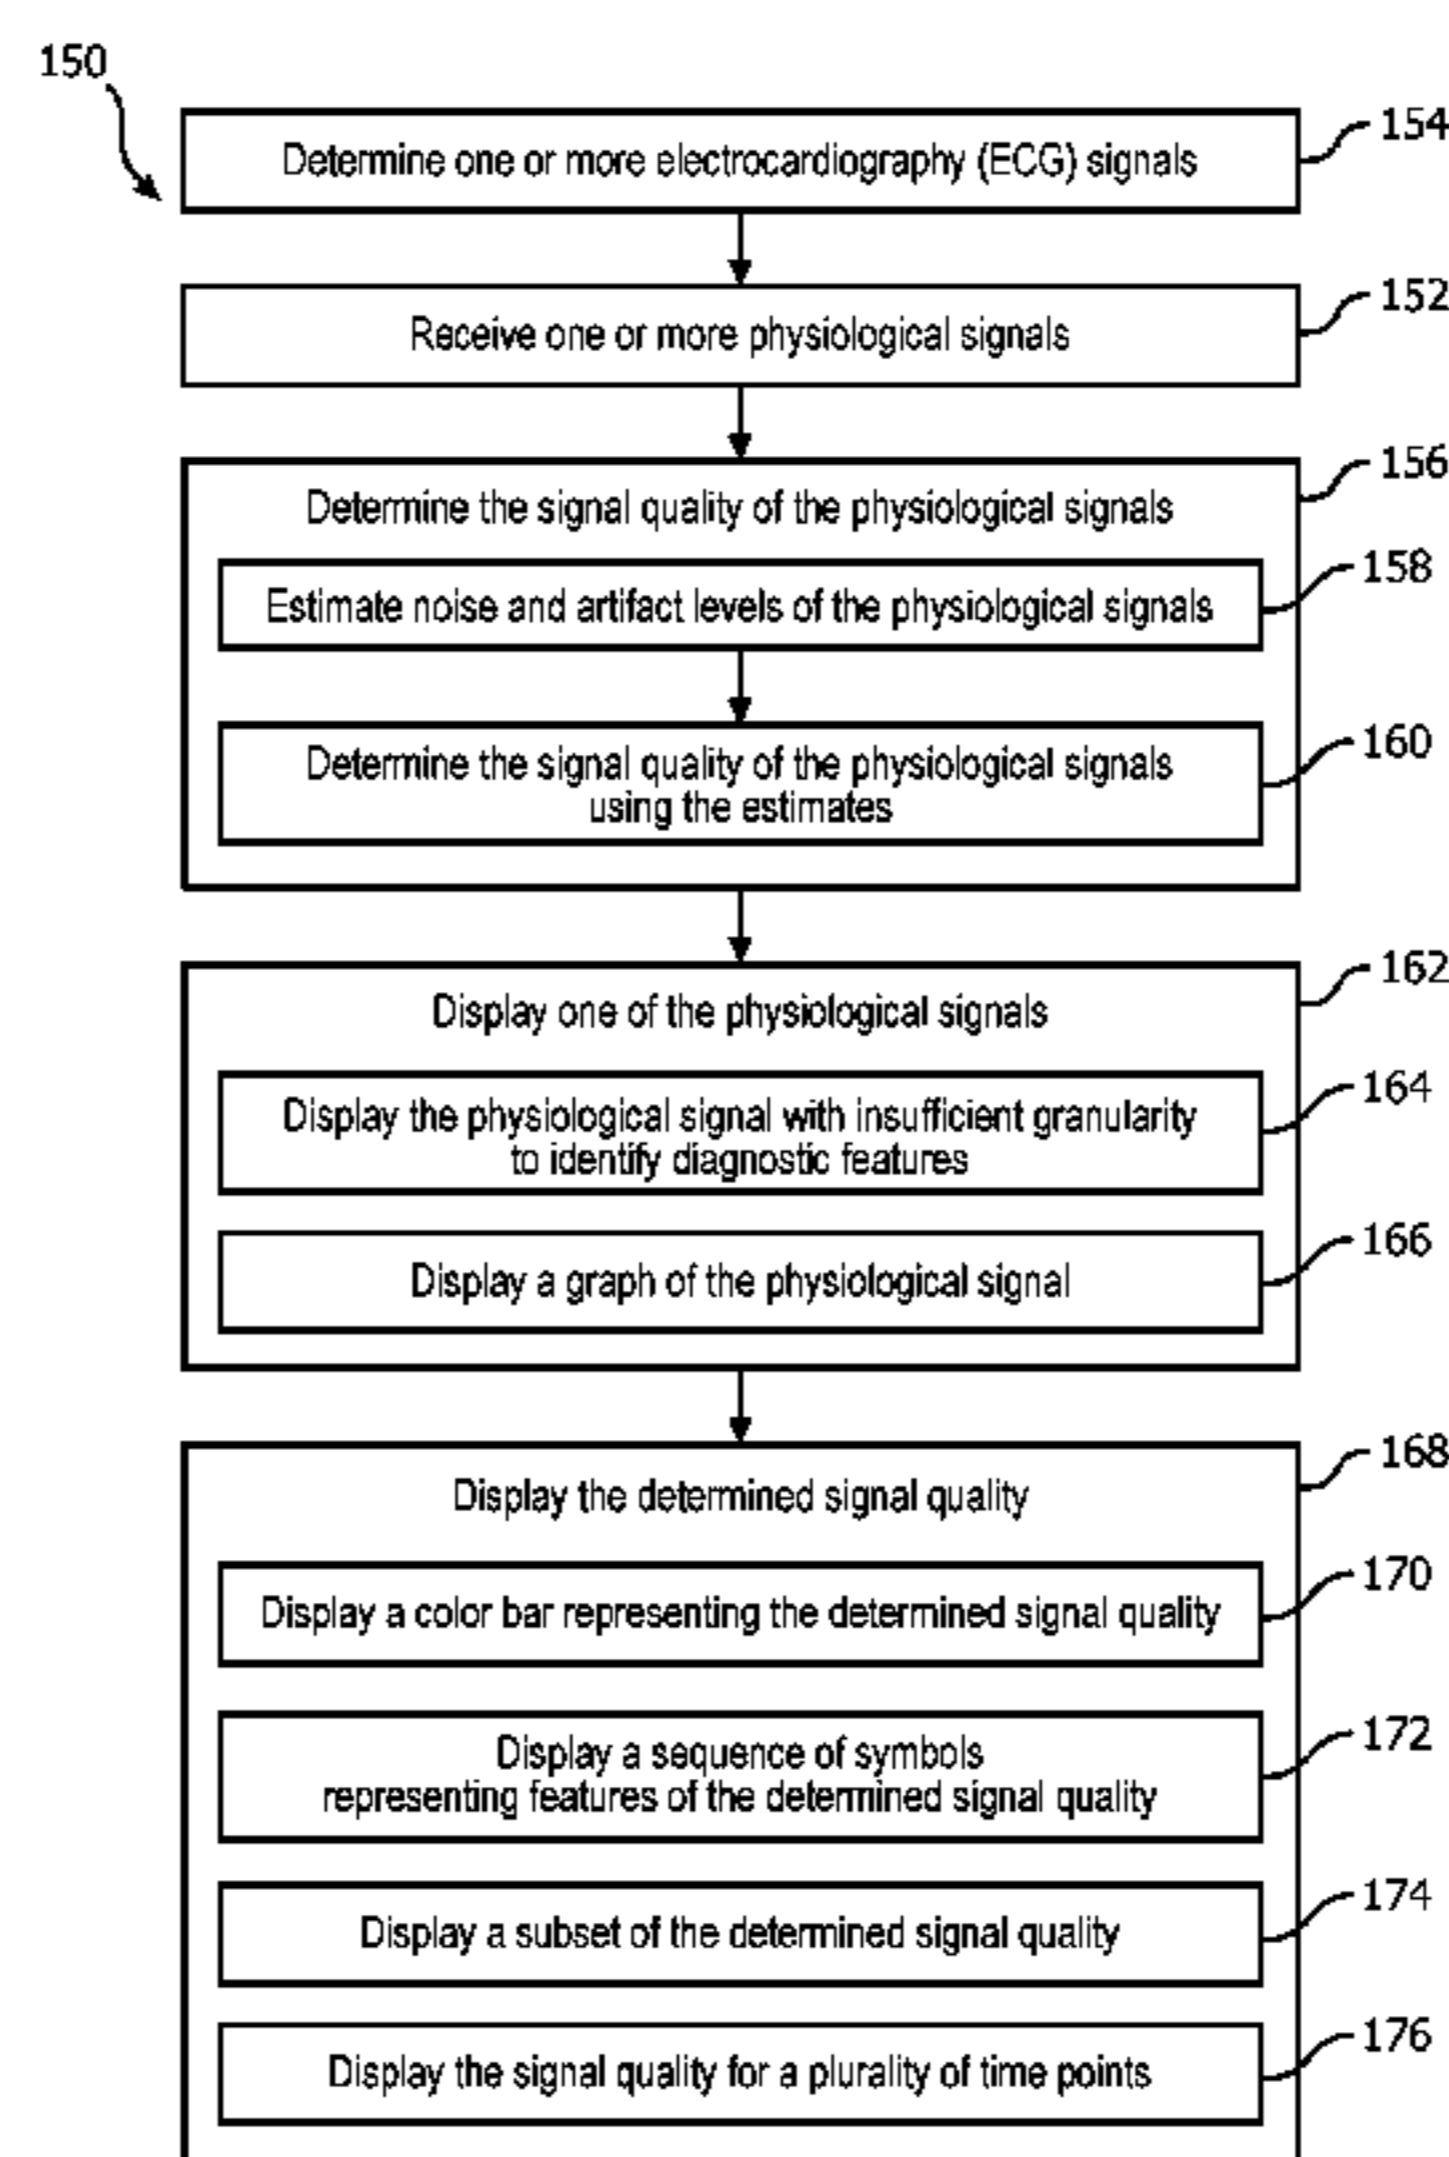 150
Determine one or more electrocardiography (ECG) signals
154
Receive one or more physiological signals
152
Determine the signal quality of the physiological signals
156
Estimate noise and artifact levels of the physiological signals
158
Determine the signal quality of the physiological signals
using the estimates
160
Display one of the physiological signals
162
Display the physiological signal with insufficient granularity
to identify diagnostic features
164
Display a graph of the physiological signal
166
Display the determined signal quality
168
Display a color bar representing the determined signal quality
170
Display a sequence of symbols
representing features of the determined signal quality
172
Display a subset of the determined signal quality
174
Display the signal quality for a plurality of time points
176